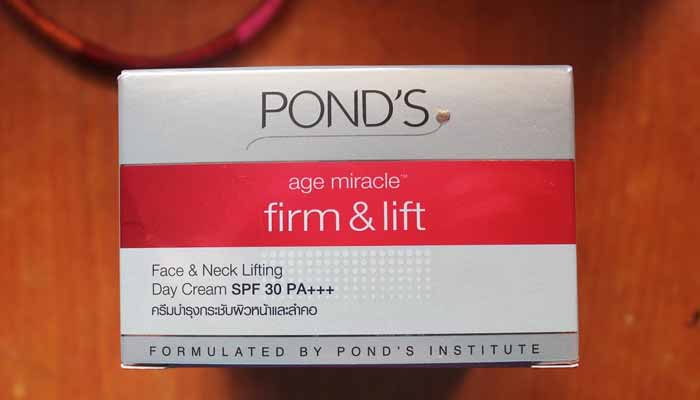 POND'S
age miracle™
firm & lift
Face & Neck Lifting
Day Cream SPF 30 PA+++
ครีมบำรุงกระชับผิวหน้าและลำคอ
FORMULATED BY POND'S INSTITUTE